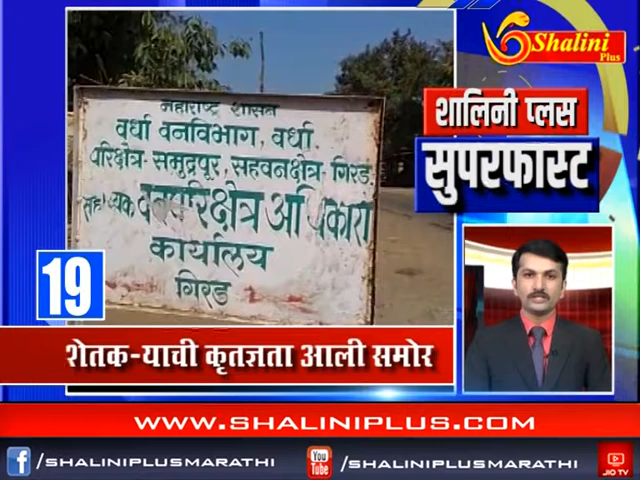 Shalini
Plus
शालिनी प्लस
सुपरफास्ट
महाराष्ट्र शासन
वर्धा वनविभाग, वर्धा.
परिक्षेत्र-समुद्रपूर, सहवनक्षेत्र-गिरड.
वनपरिक्षेत्र
कार्यालय
गिरड
19
शेतक-याची कृतज्ञता आली समोर
WWW.SHALINIPLUS.COM
/SHALINIPLUSMARATHI
You Tube
/SHALINIPLUSMARATHI
JIO TV